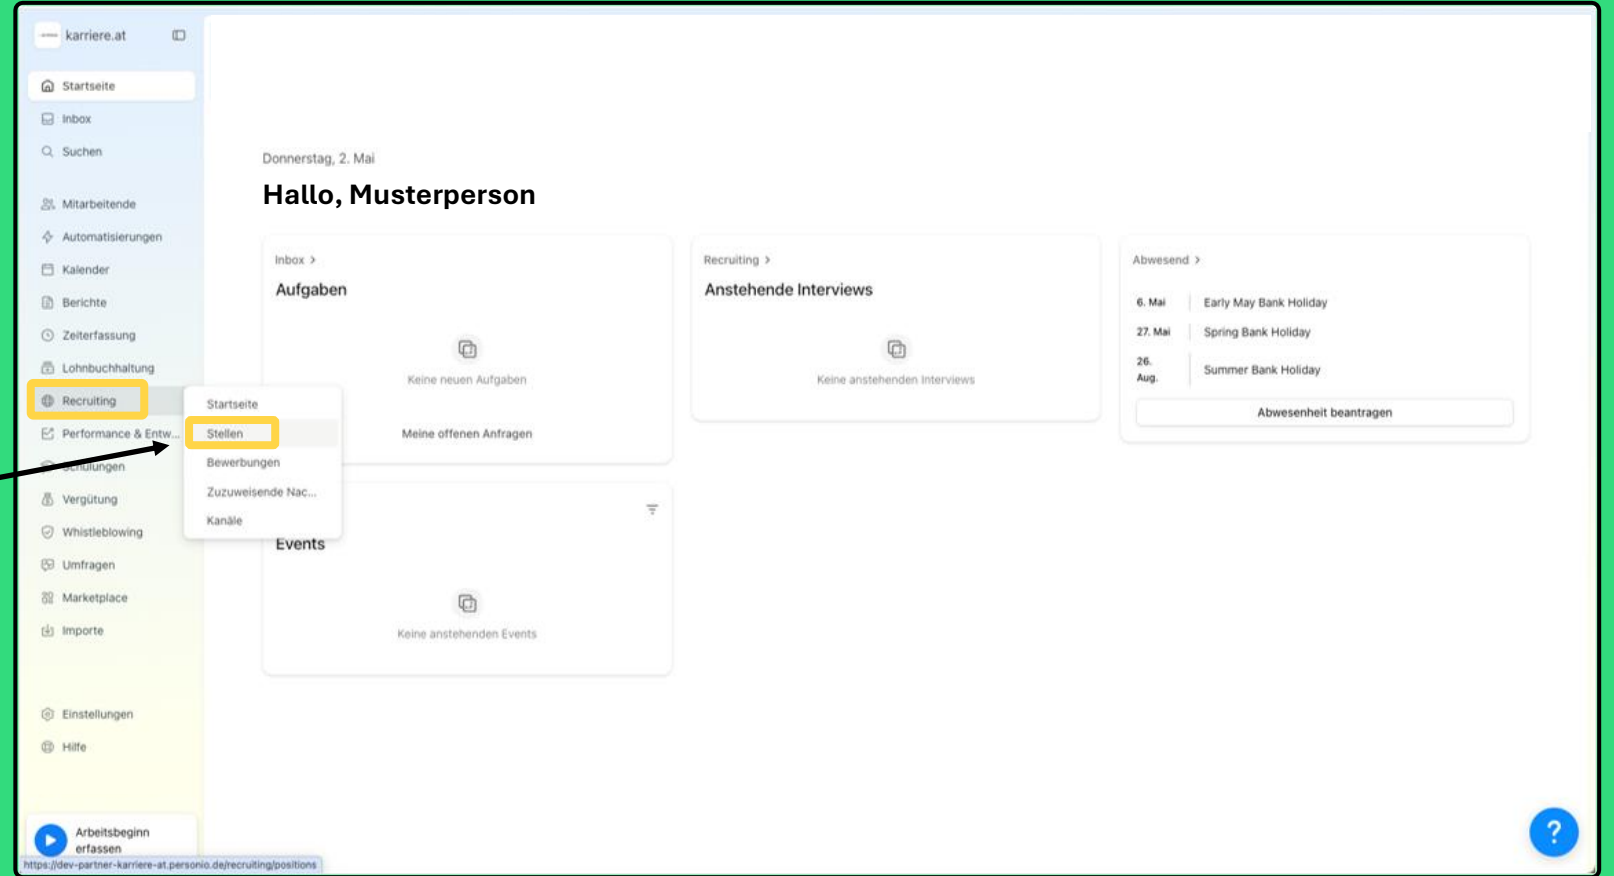 karriere.at
Startseite
Inbox
Suchen
Mitarbeitende
Automatisierungen
Kalender
Berichte
Zeiterfassung
Lohnbuchhaltung
Recruiting
Performance & Entw...
Schulungen
Vergütung
Whistleblowing
Umfragen
Marketplace
Importe
Einstellungen
Hilfe
Arbeitsbeginn
erfassen
https://dev-partner-karriere-at.personio.de/recruiting/positions
Startseite
Stellen
Bewerbungen
Zuzuweisende Nac...
Kanäle
Donnerstag, 2. Mai
Hallo, Musterperson
Inbox >
Aufgaben
Keine neuen Aufgaben
Meine offenen Anfragen
Recruiting >
Anstehende Interviews
Keine anstehenden Interviews
Abwesend >
6. Mai Early May Bank Holiday
27. Mai Spring Bank Holiday
26.
Aug. Summer Bank Holiday
Abwesenheit beantragen
Events
Keine anstehenden Events
?